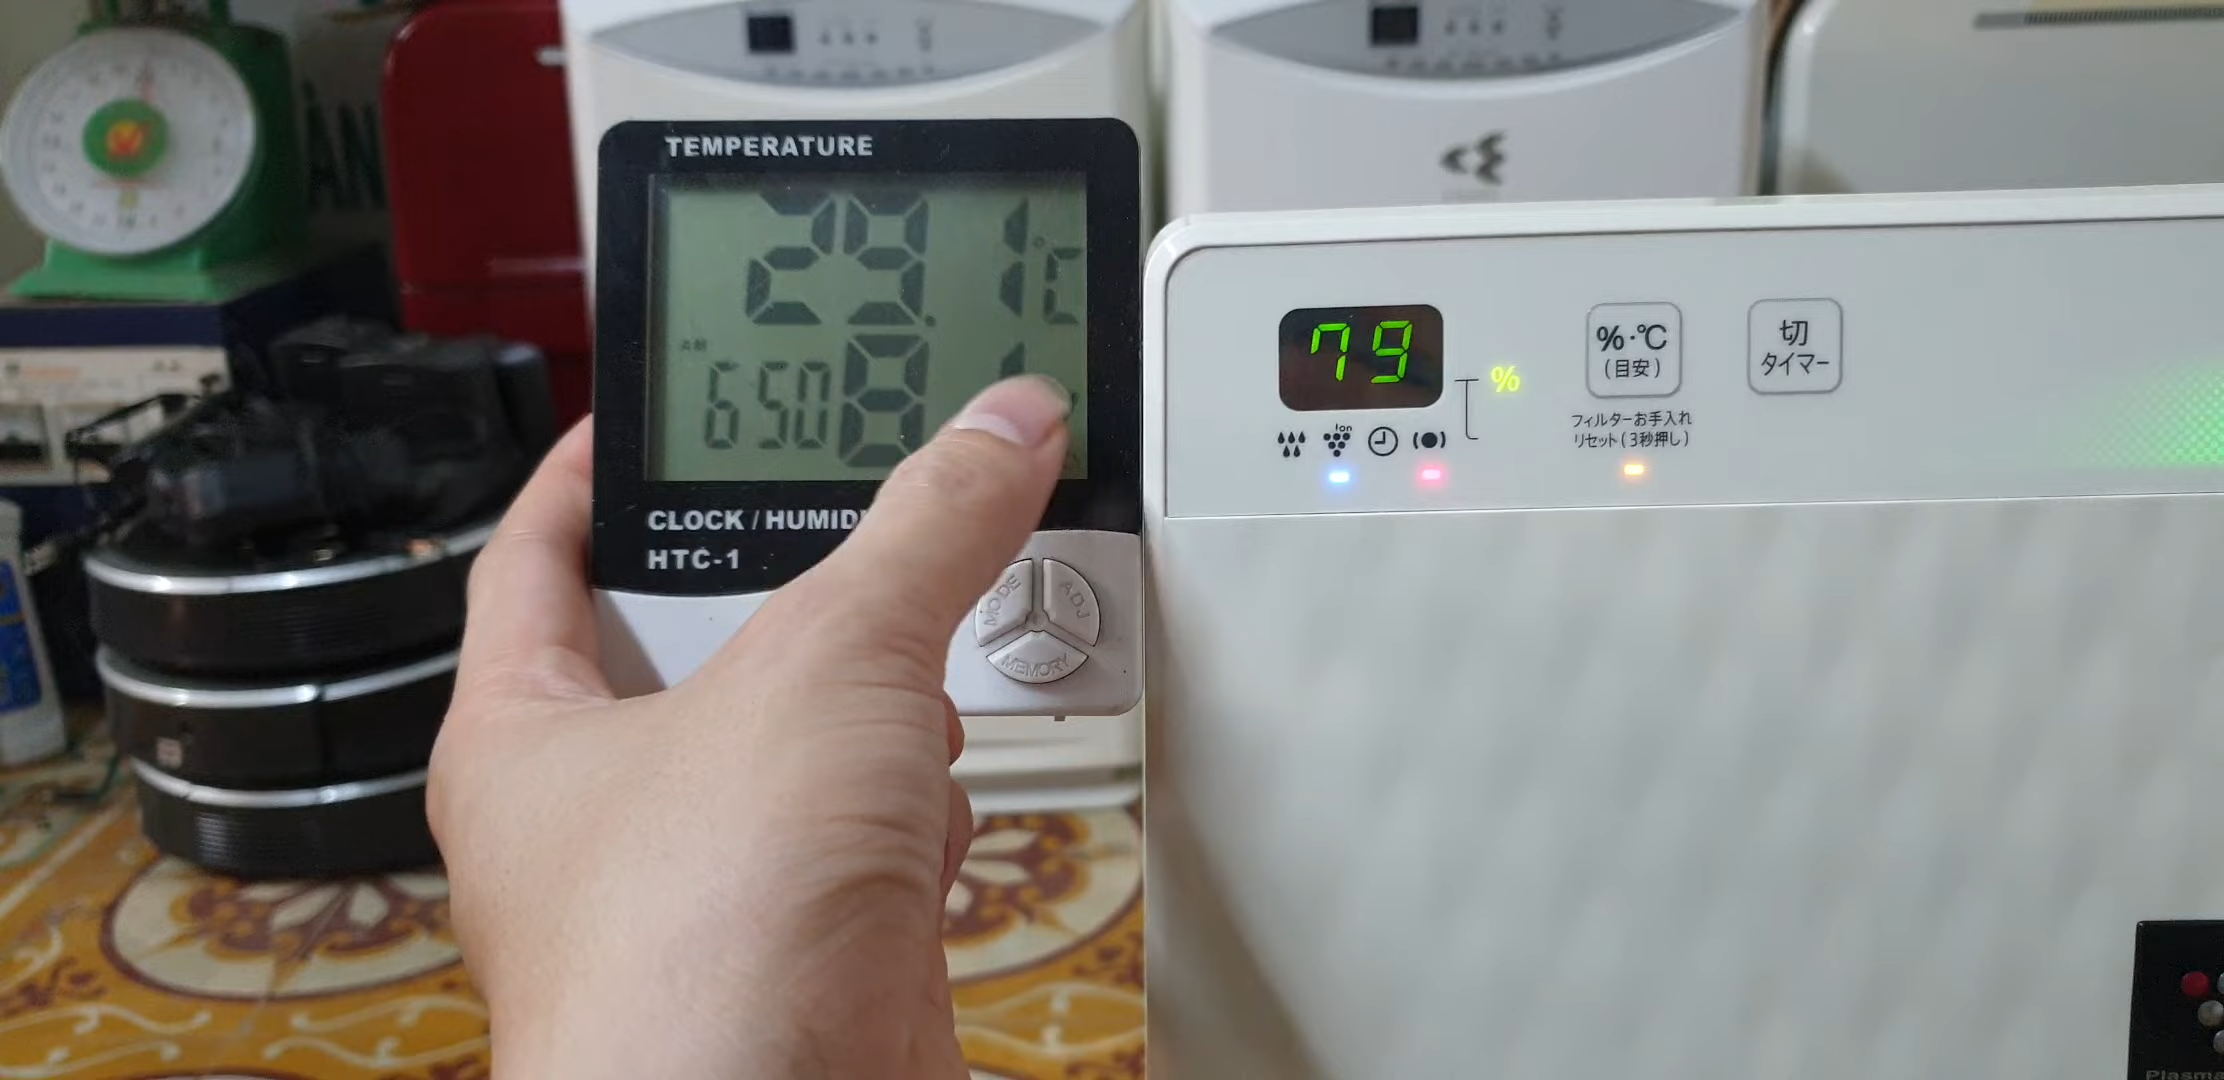 TEMPERATURE
29.1°C
AM
6 50
CLOCK / HUMID
HTC-1
MODE
ADJ
MEMORY
79
%
Ion
%・℃
(目安)
フィルターお手入れ
リセット(3秒押し)
切
タイマー
Plasma